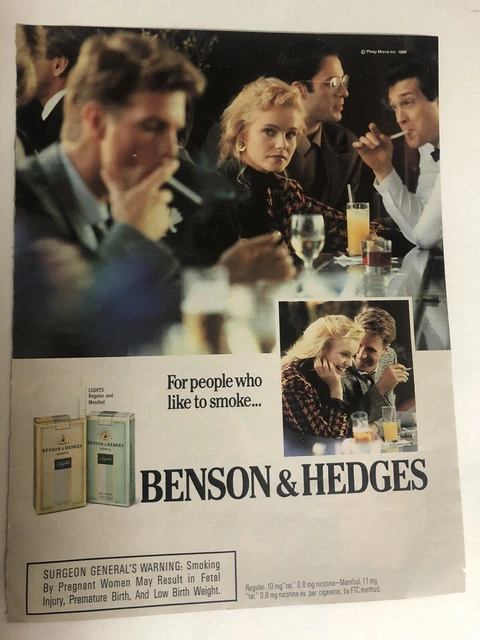 © Philip Morris Inc. 1988
For people who
like to smoke...
LIGHTS
Regular and
Menthol.
BENSON & HEDGES
BENSON & HEDGES
BENSON & HEDGES
SURGEON GENERAL'S WARNING: Smoking
By Pregnant Women May Result in Fetal
Injury, Premature Birth, And Low Birth Weight.
Regular: 10 mg "tar," 0.8 mg nicotine—Menthol: 11 mg
"tar," 0.8 mg nicotine av. per cigarette, by FTC method.